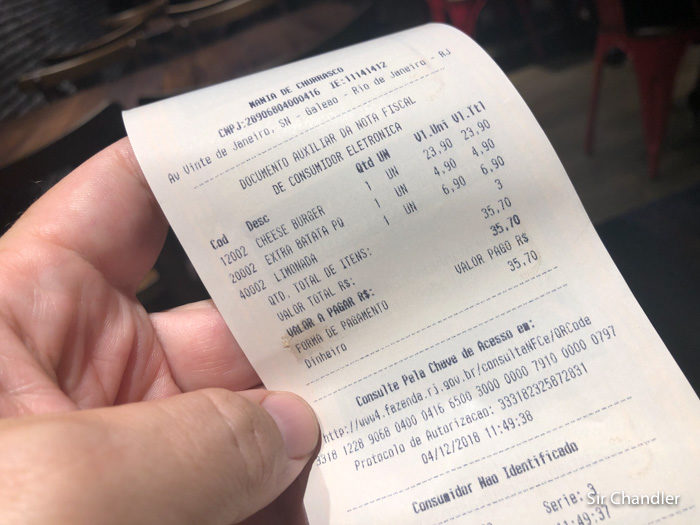 MANIA DE CHURRASCO
CNPJ:28906804000416 IE:11141412
Av Vinte de Janeiro, SN - Galeao - Rio de Janeiro - RJ
DOCUMENTO AUXILIAR DA NOTA FISCAL
DE CONSUMIDOR ELETRONICA
Cod Desc Qtd UN Vl.Uni Vl.Ttl
12002 CHEESE BURGER 1 UN 23,90 23,90
20002 EXTRA BATATA PQ 1 UN 4,90 4,90
40002 LIMONADA 1 UN 6,90 6,90
QTD. TOTAL DE ITENS: 3
VALOR TOTAL R$: 35,70
VALOR A PAGAR R$: 35,70
FORMA DE PAGAMENTO VALOR PAGO R$
Dinheiro 35,70
Consulte Pela Chave de Acesso em:
http://www4.fazenda.rj.gov.br/consultaNFCe/QRCode
3318 1228 9068 0400 0416 6500 3000 0000 7910 0000 0797
Protocolo de Autorizacao: 333182325872831
04/12/2018 11:49:38
Consumidor Nao Identificado
Serie: 3
11:49:37
Sir Chandler